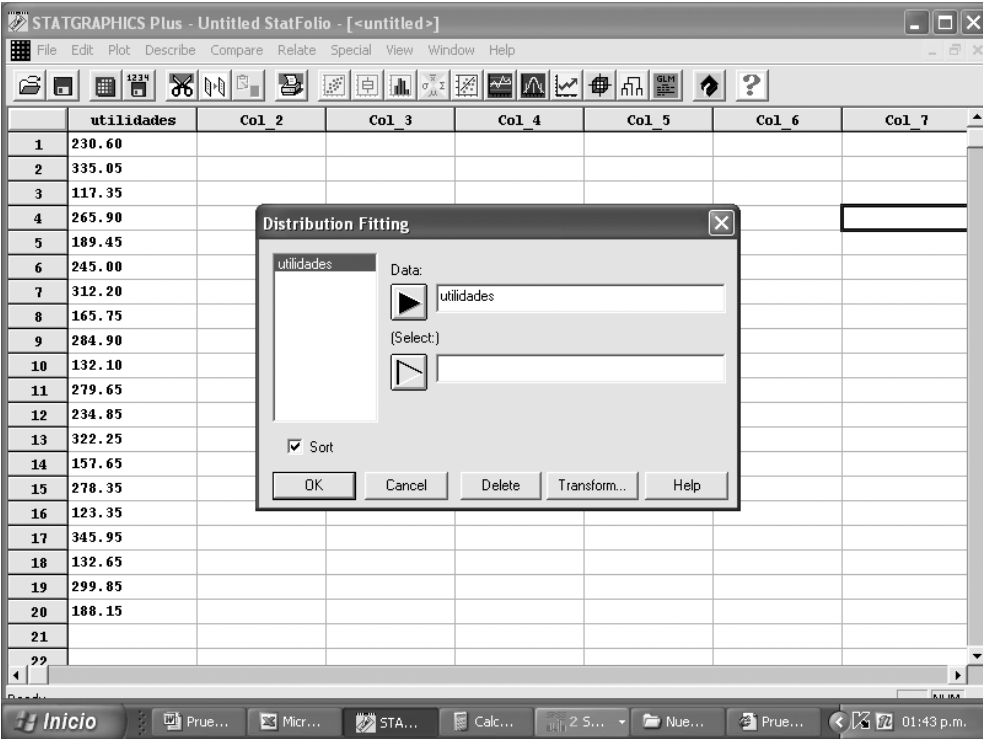 STATGRAPHICS Plus - Untitled StatFolio - [<untitled>]
File Edit Plot Describe Compare Relate Special View Window Help
utilidades Col_2 Col_3 Col_4 Col_5 Col_6 Col_7
1 230.60
2 335.05
3 117.35
4 265.90
5 189.45
6 245.00
7 312.20
8 165.75
9 284.90
10 132.10
11 279.65
12 234.85
13 322.25
14 157.65
15 278.35
16 123.35
17 345.95
18 132.65
19 299.85
20 188.15
21
22
Distribution Fitting
utilidades
Data:
utilidades
(Select:)
Sort
OK Cancel Delete Transform... Help
Inicio Prue... Micr... STA... Calc... 2 S... Nue... Prue... 01:43 p.m.